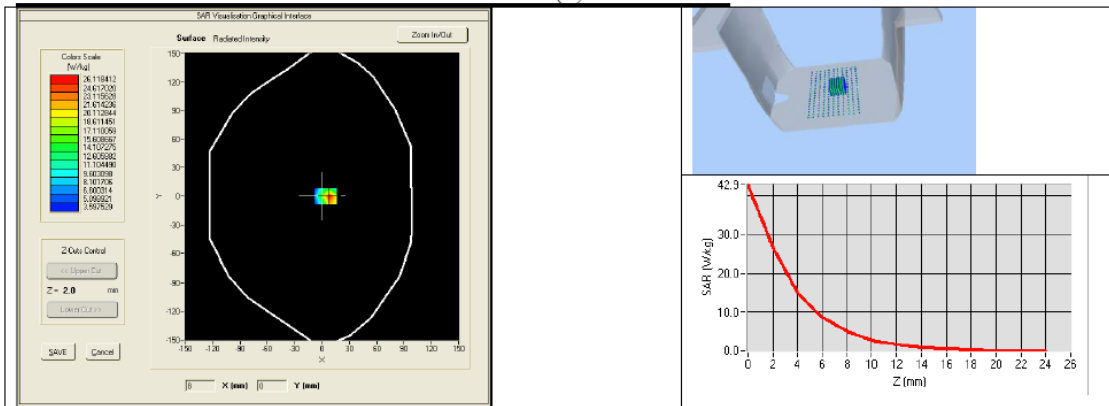 SAR Visualisation Graphical Interface
Surface Radiated Intensity
Zoom In/Out
Colors Scale
(W/kg)
26.118412
24.617020
23.115628
21.614236
20.112844
18.611451
17.110059
15.608667
14.107275
12.605882
11.104490
9.603098
8.101706
6.600314
5.098921
3.597529
150
120
90
60
30
0
-30
-60
-90
-120
-150
Y
-150 -120 -90 -60 -30 0 30 60 90 120 150
X
Z-Cuts Control
<< Upper Cut
Z = 2.0 mm
Lower Cut >>
SAVE Cancel
8 X (mm) 0 Y (mm)
42.9
30.0
20.0
10.0
0.0
SAR (W/kg)
0 2 4 6 8 10 12 14 16 18 20 22 24 26
Z (mm)